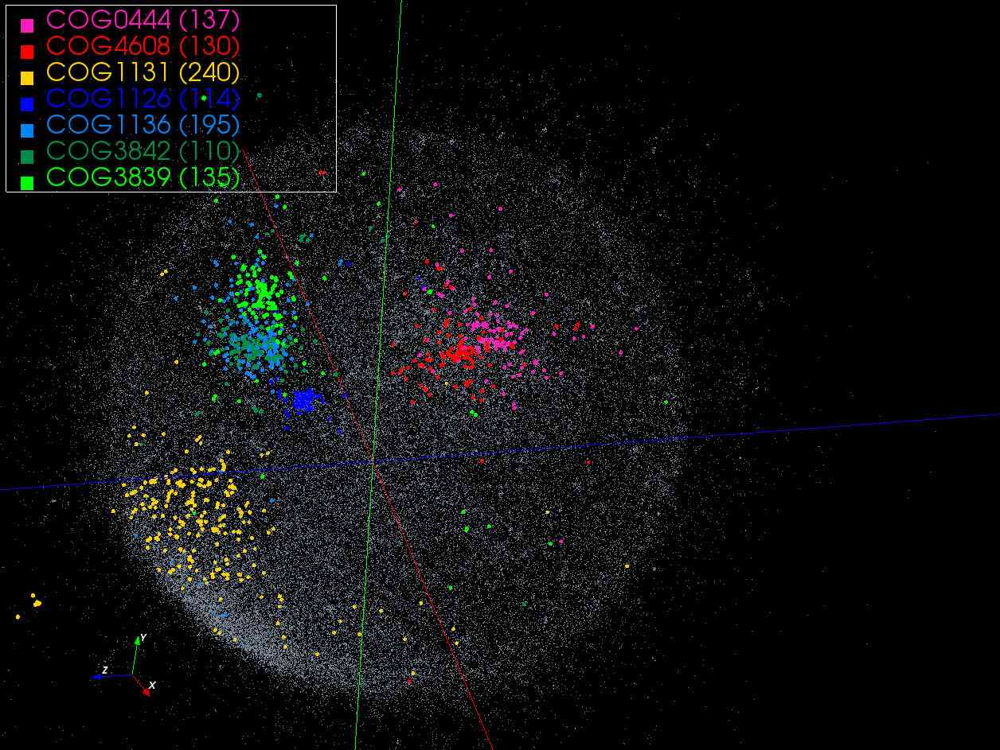 COG0444 (137)
COG4608 (130)
COG1131 (240)
COG1126 (114)
COG1136 (195)
COG3842 (110)
COG3839 (135)
Y
Z
X